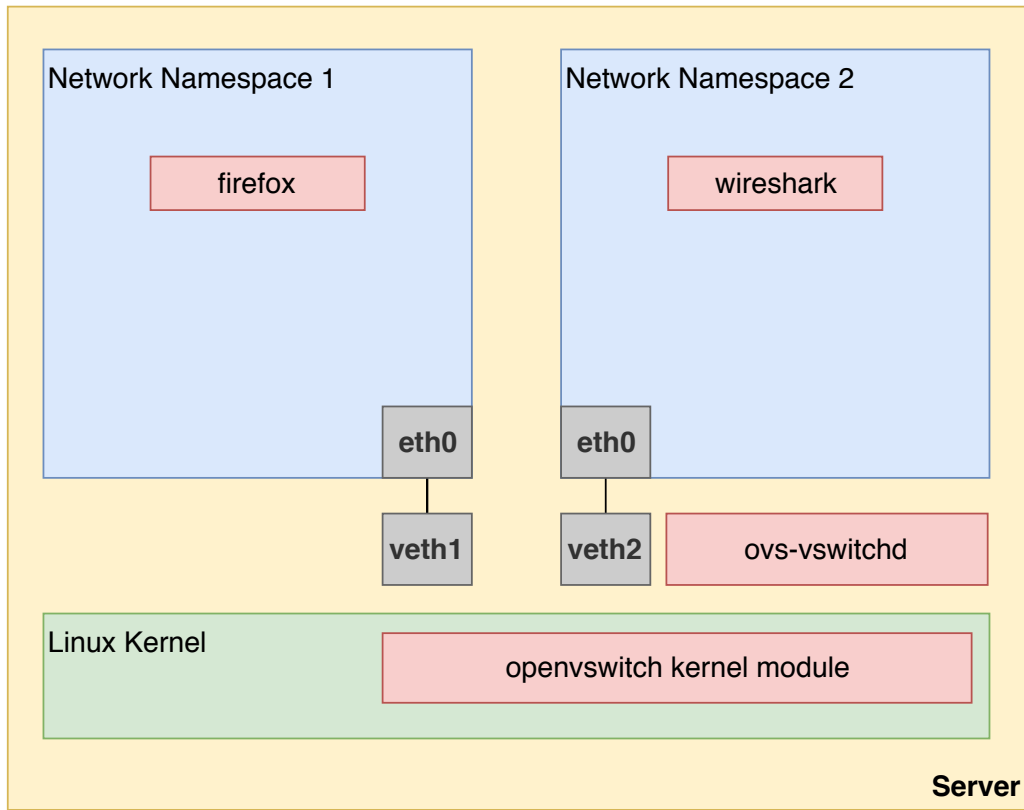 Network Namespace 1
Network Namespace 2
firefox
wireshark
eth0
eth0
veth1
veth2
ovs-vswitchd
Linux Kernel
openvswitch kernel module
Server